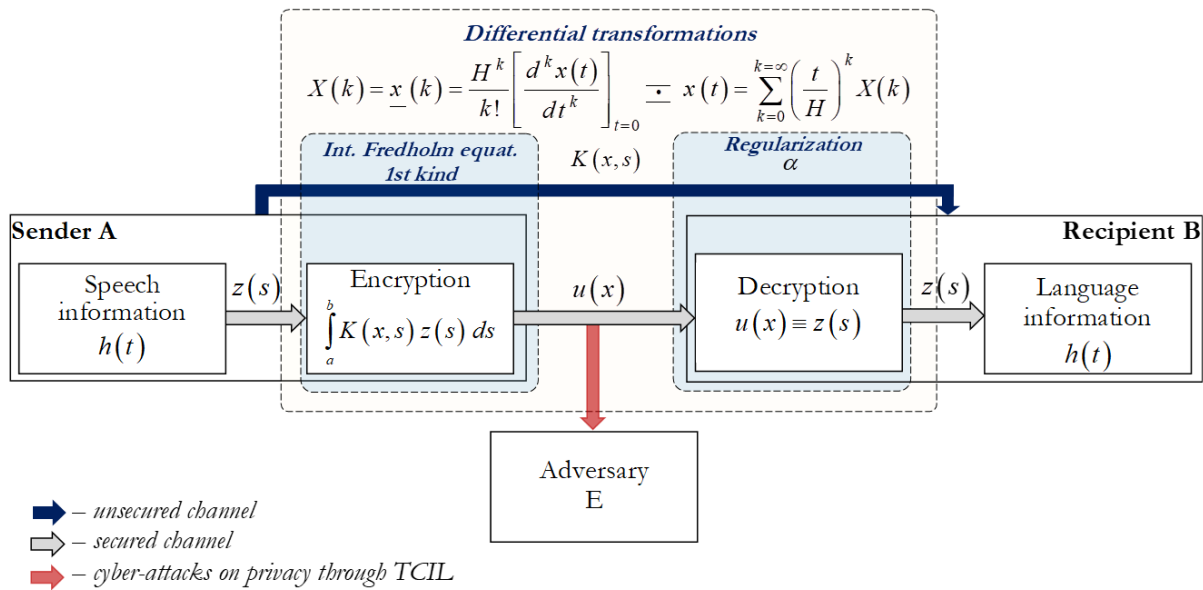 Differential transformations
X(k) = x(k) = H^k/k! [d^k x(t)/dt^k]_{t=0} ⩪ x(t) = ∑_{k=0}^{k=∞} (t/H)^k X(k)
Int. Fredholm equat.
1st kind
K(x,s)
Regularization
α
Sender A
Recipient B
Speech
information
h(t)
z(s)
Encryption
∫_a^b K(x,s) z(s) ds
u(x)
Decryption
u(x) ≡ z(s)
z(s)
Language
information
h(t)
Adversary
E
– unsecured channel
– secured channel
– cyber-attacks on privacy through TCIL